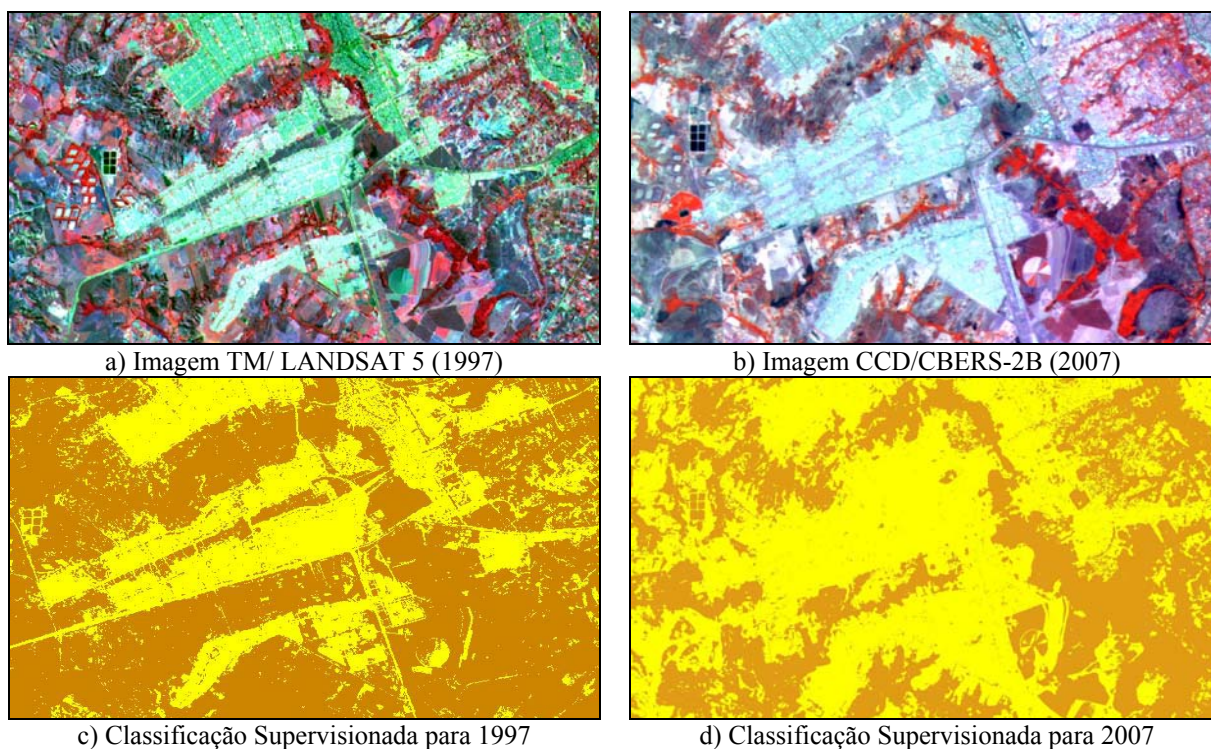 a) Imagem TM/ LANDSAT 5 (1997)
b) Imagem CCD/CBERS-2B (2007)
c) Classificação Supervisionada para 1997
d) Classificação Supervisionada para 2007